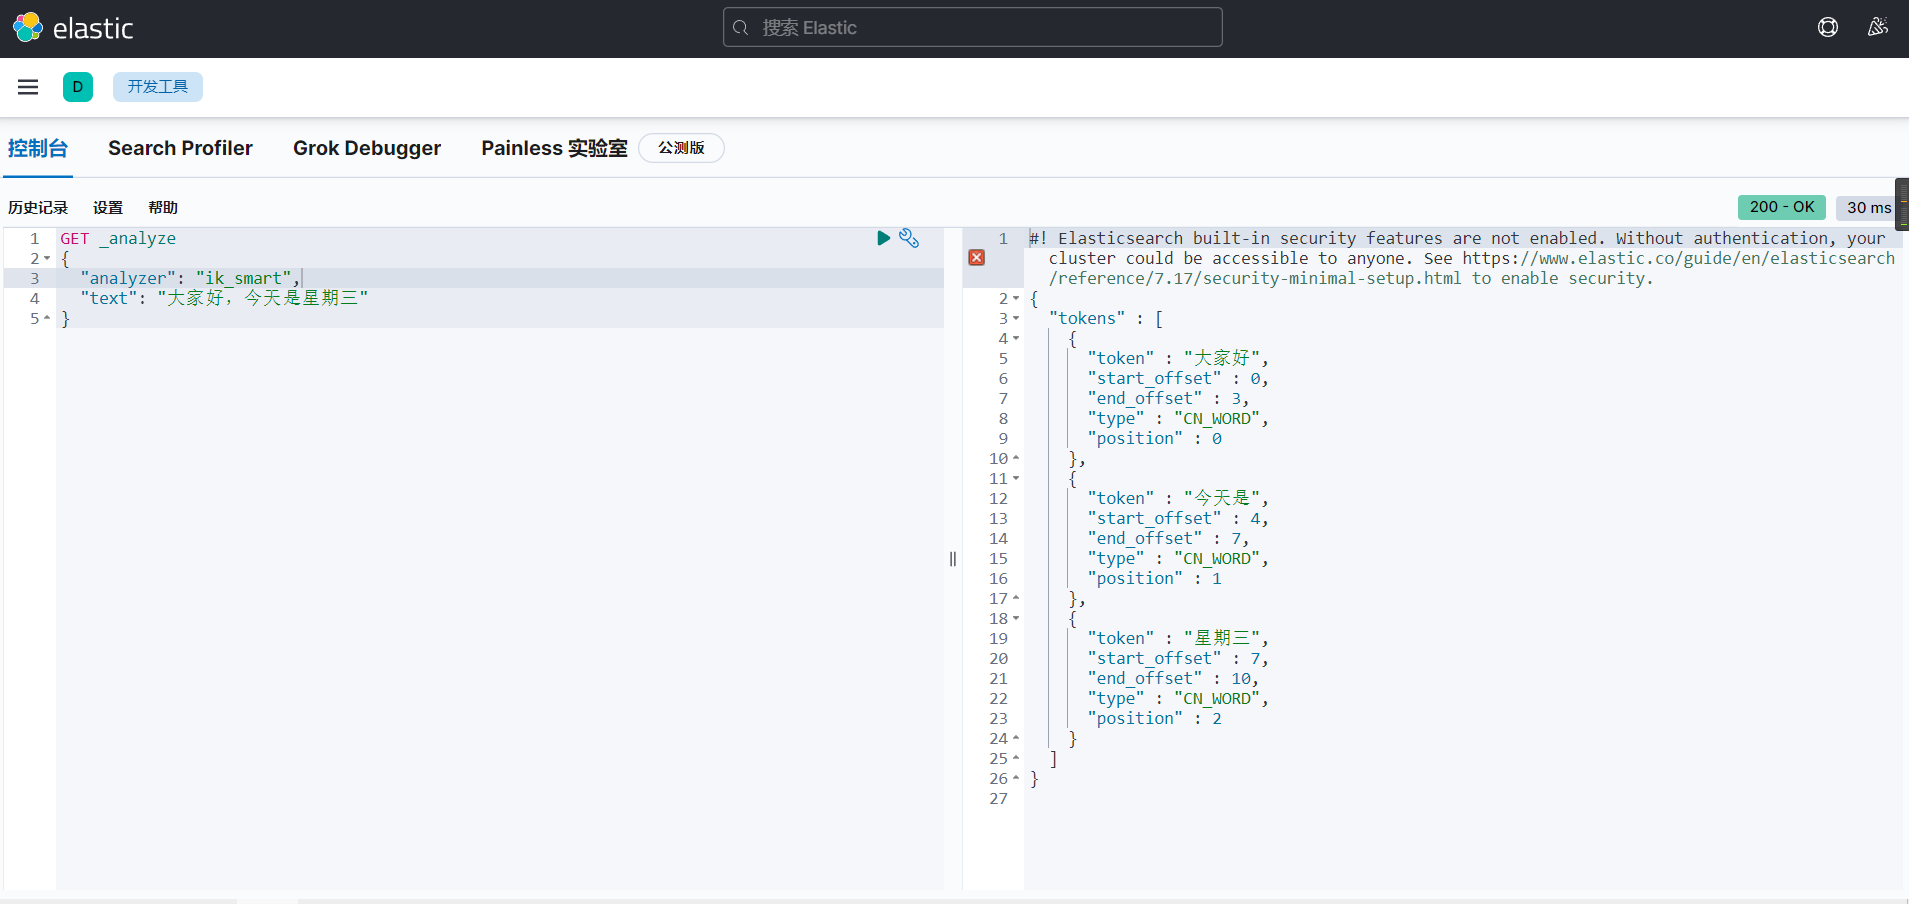 elastic
搜索 Elastic
D
开发工具
控制台
Search Profiler
Grok Debugger
Painless 实验室
公测版
历史记录
设置
帮助
200 - OK
30 ms
1 GET _analyze
2 {
3 "analyzer": "ik_smart",
4 "text": "大家好，今天是星期三"
5 }
1 #! Elasticsearch built-in security features are not enabled. Without authentication, your
cluster could be accessible to anyone. See https://www.elastic.co/guide/en/elasticsearch
/reference/7.17/security-minimal-setup.html to enable security.
2 {
3 "tokens" : [
4 {
5 "token" : "大家好",
6 "start_offset" : 0,
7 "end_offset" : 3,
8 "type" : "CN_WORD",
9 "position" : 0
10 },
11 {
12 "token" : "今天是",
13 "start_offset" : 4,
14 "end_offset" : 7,
15 "type" : "CN_WORD",
16 "position" : 1
17 },
18 {
19 "token" : "星期三",
20 "start_offset" : 7,
21 "end_offset" : 10,
22 "type" : "CN_WORD",
23 "position" : 2
24 }
25 ]
26 }
27